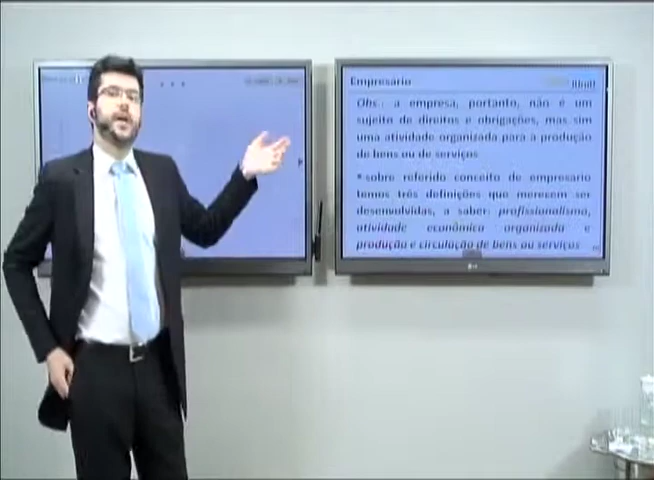 Empresário
Obs.: a empresa, portanto, não é um
sujeito de direitos e obrigações, mas sim
uma atividade organizada para a produção
de bens ou de serviços.
*sobre referido conceito de empresário
temos três definições que merecem ser
desenvolvidas, a saber: profissionalismo,
atividade econômica organizada e
produção e circulação de bens ou serviços
LG